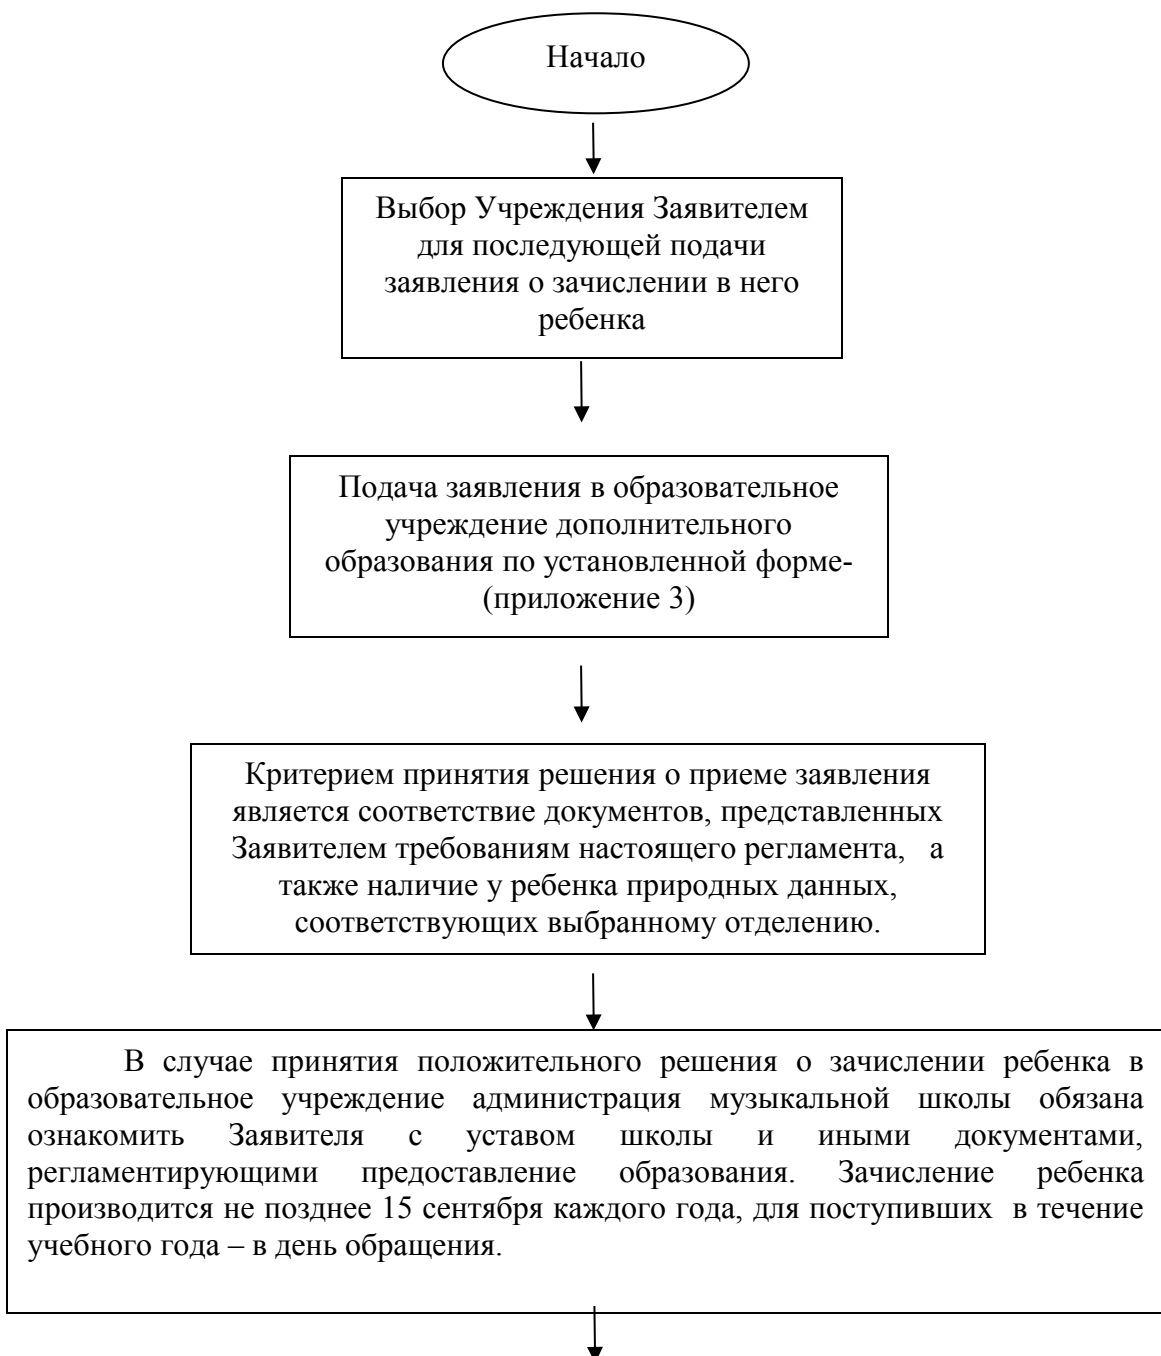 Начало
Выбор Учреждения Заявителем
для последующей подачи
заявления о зачислении в него
ребенка
Подача заявления в образовательное
учреждение дополнительного
образования по установленной форме-
(приложение 3)
Критерием принятия решения о приеме заявления
является соответствие документов, представленных
Заявителем требованиям настоящего регламента, а
также наличие у ребенка природных данных,
соответствующих выбранному отделению.
В случае принятия положительного решения о зачислении ребенка в
образовательное учреждение администрация музыкальной школы обязана
ознакомить Заявителя с уставом школы и иными документами,
регламентирующими предоставление образования. Зачисление ребенка
производится не позднее 15 сентября каждого года, для поступивших в течение
учебного года – в день обращения.